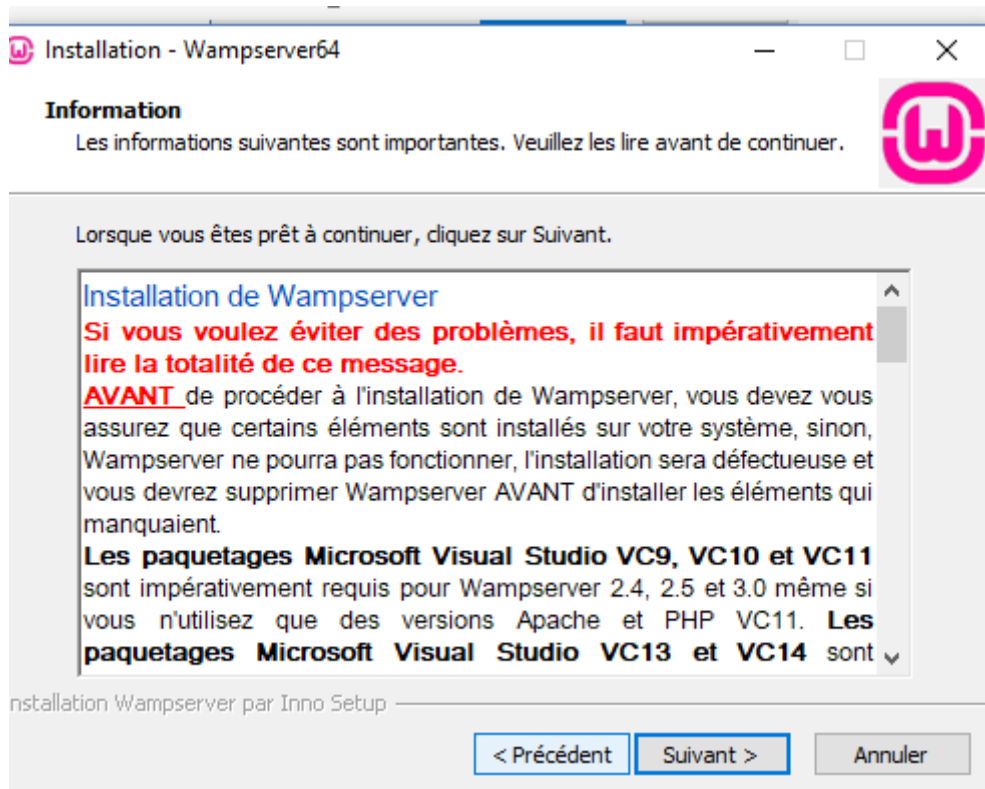 Installation - Wampserver64
Information
Les informations suivantes sont importantes. Veuillez les lire avant de continuer.
Lorsque vous êtes prêt à continuer, cliquez sur Suivant.
Installation de Wampserver
Si vous voulez éviter des problèmes, il faut impérativement
lire la totalité de ce message.
AVANT de procéder à l'installation de Wampserver, vous devez vous
assurez que certains éléments sont installés sur votre système, sinon,
Wampserver ne pourra pas fonctionner, l'installation sera défectueuse et
vous devrez supprimer Wampserver AVANT d'installer les éléments qui
manquaient.
Les paquetages Microsoft Visual Studio VC9, VC10 et VC11
sont impérativement requis pour Wampserver 2.4, 2.5 et 3.0 même si
vous n'utilisez que des versions Apache et PHP VC11. Les
paquetages Microsoft Visual Studio VC13 et VC14 sont
nstallation Wampserver par Inno Setup
< Précédent
Suivant >
Annuler